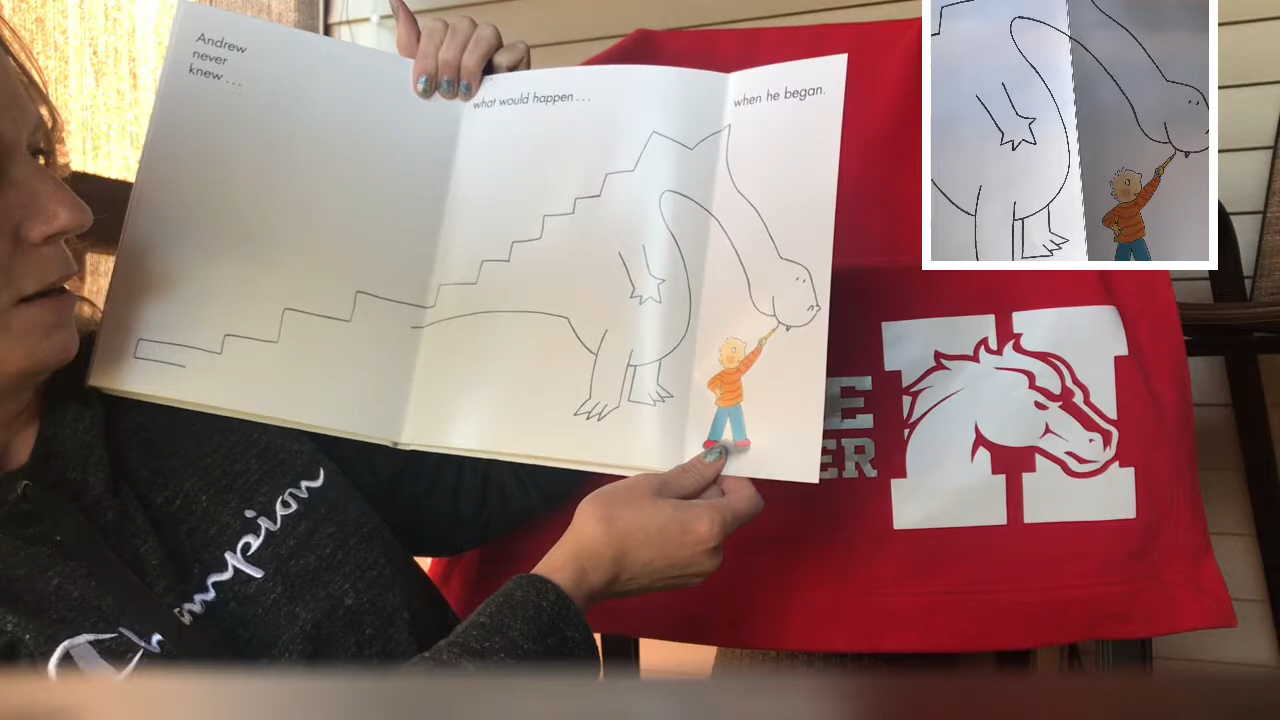 Andrew
never
knew...
what would happen...
when he began.
Champion
E
ER
N